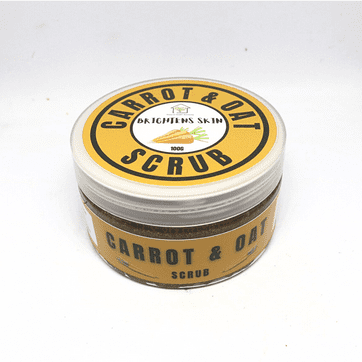 CARROT & OAT
BRIGHTENS SKIN
100G
SCRUB
CARROT & OAT
SCRUB